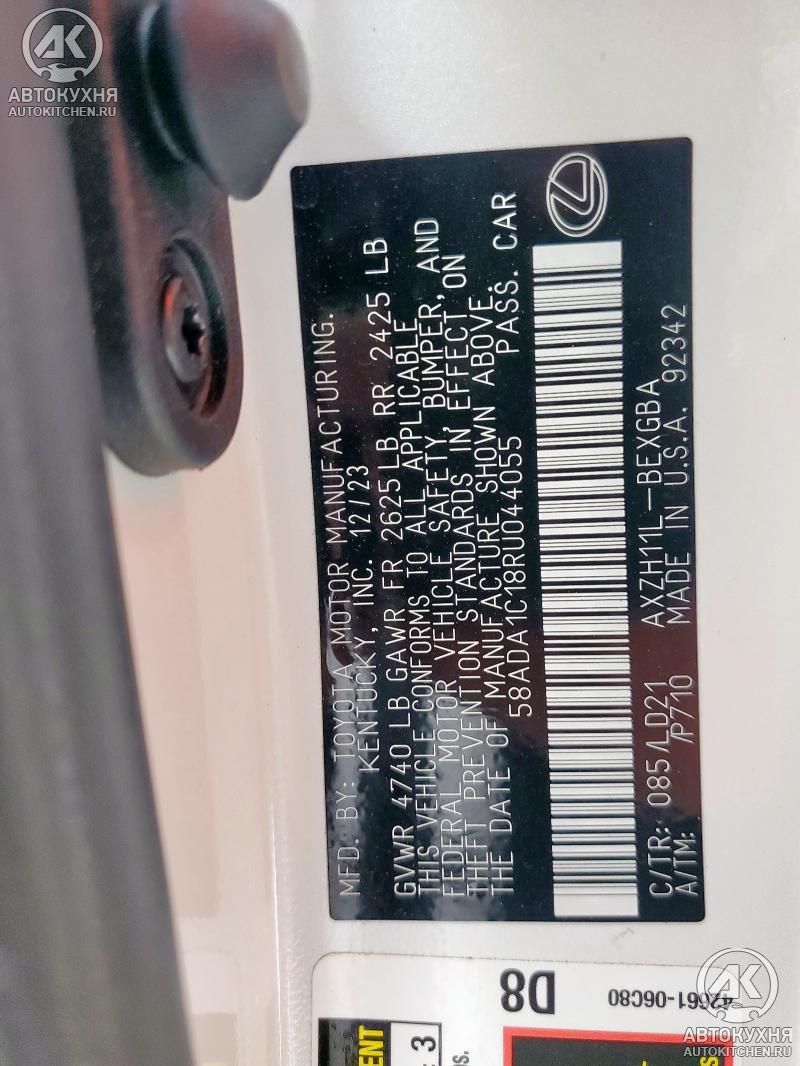 АВТОКУХНЯ
AUTOKITCHEN.RU
MFD. BY: TOYOTA MOTOR MANUFACTURING.
KENTUCKY, INC. 12/23
GVWR 4740 LB GAWR FR 2625 LB RR 2425 LB
THIS VEHICLE CONFORMS TO ALL APPLICABLE
FEDERAL MOTOR VEHICLE SAFETY, BUMPER, AND
THEFT PREVENTION STANDARDS IN EFFECT ON
THE DATE OF MANUFACTURE SHOWN ABOVE
58ADA1C18RU044055 PASS. CAR
C/TR: 085/LD21 AXZH11L-BEXGBA
A/TM: /P710 MADE IN U.S.A. 92342
D8
42661-06C80
3
АВТОКУХНЯ
AUTOKITCHEN.RU